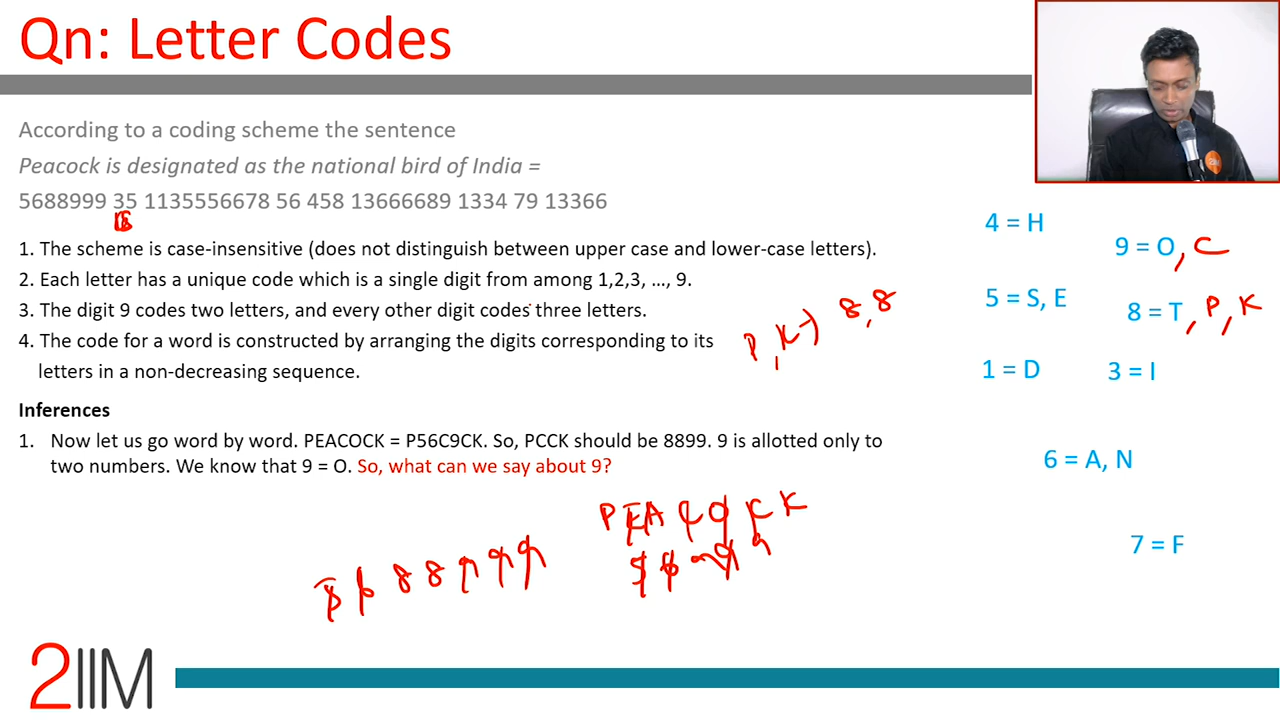 Qn: Letter Codes
According to a coding scheme the sentence
Peacock is designated as the national bird of India =
5688999 35 1135556678 56 458 13666689 1334 79 13366
1. The scheme is case-insensitive (does not distinguish between upper case and lower-case letters).
2. Each letter has a unique code which is a single digit from among 1,2,3, ..., 9.
3. The digit 9 codes two letters, and every other digit codes three letters.
4. The code for a word is constructed by arranging the digits corresponding to its
letters in a non-decreasing sequence.
Inferences
1. Now let us go word by word. PEACOCK = P56C9CK. So, PCCK should be 8899. 9 is allotted only to
two numbers. We know that 9 = O. So, what can we say about 9?
P, K → 8, 8
4 = H
9 = O, C
5 = S, E
8 = T, P, K
1 = D
3 = I
6 = A, N
7 = F
2IIM